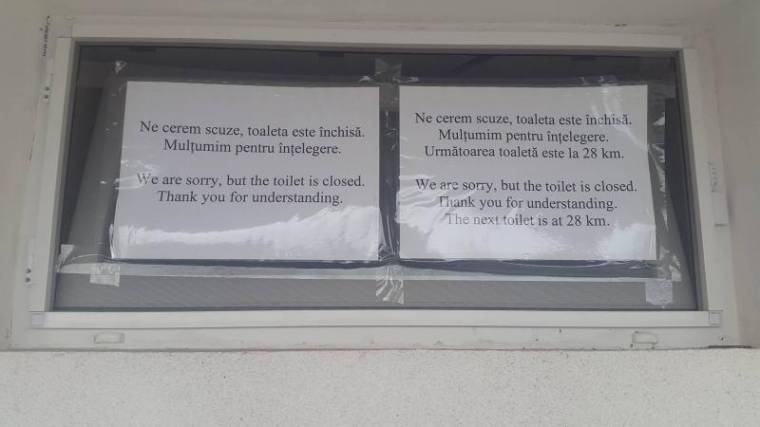 Ne cerem scuze, toaleta este închisă.
Mulțumim pentru înțelegere.
We are sorry, but the toilet is closed.
Thank you for understanding.
Ne cerem scuze, toaleta este închisă.
Mulțumim pentru înțelegere.
Următoarea toaletă este la 28 km.
We are sorry, but the toilet is closed.
Thank you for understanding.
The next toilet is at 28 km.